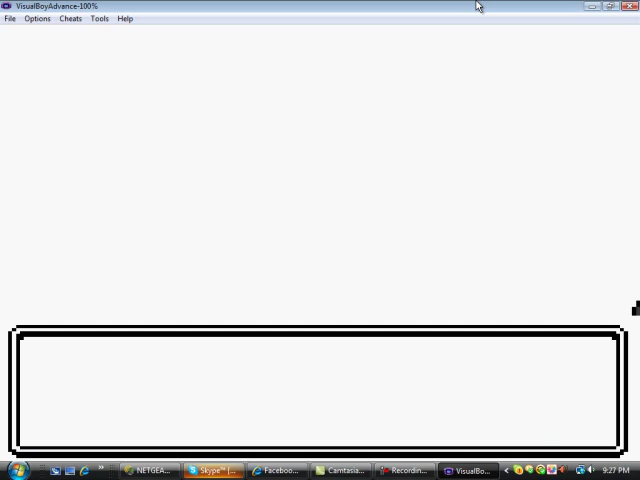 VisualBoyAdvance-100%
File Options Cheats Tools Help
NETGEA... Skype™ [... Faceboo... Camtasia... Recordin... VisualBo... 9:27 PM